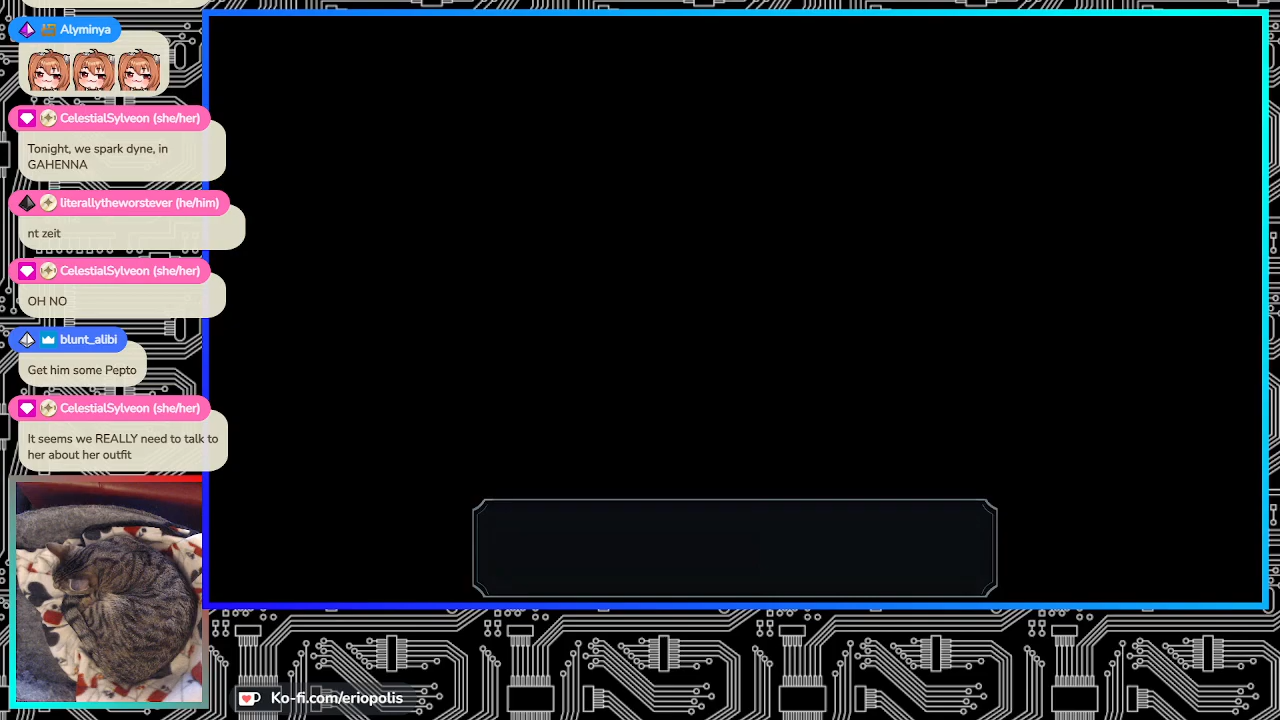 Alyminya
CelestialSylveon (she/her)
Tonight, we spark dyne, in
GAHENNA
literallytheworstever (he/him)
nt zeit
CelestialSylveon (she/her)
OH NO
blunt_alibi
Get him some Pepto
CelestialSylveon (she/her)
It seems we REALLY need to talk to
her about her outfit
Ko-fi.com/eriopolis